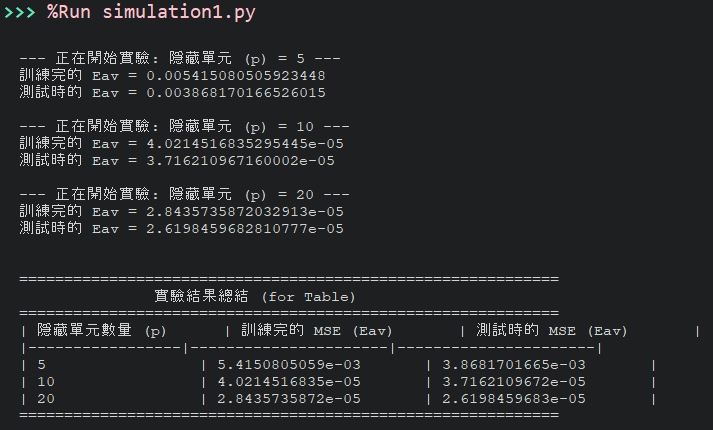 >>> %Run simulation1.py
--- 正在開始實驗: 隱藏單元 (p) = 5 ---
訓練完的 Eav = 0.005415080505923448
測試時的 Eav = 0.003868170166526015
--- 正在開始實驗: 隱藏單元 (p) = 10 ---
訓練完的 Eav = 4.0214516835295445e-05
測試時的 Eav = 3.716210967160002e-05
--- 正在開始實驗: 隱藏單元 (p) = 20 ---
訓練完的 Eav = 2.8435735872032913e-05
測試時的 Eav = 2.6198459682810777e-05
============================================================
實驗結果總結 (for Table)
============================================================
| 隱藏單元數量 (p) | 訓練完的 MSE (Eav) | 測試時的 MSE (Eav) |
|-----------------|----------------------|----------------------|
| 5 | 5.4150805059e-03 | 3.8681701665e-03 |
| 10 | 4.0214516835e-05 | 3.7162109672e-05 |
| 20 | 2.8435735872e-05 | 2.6198459683e-05 |
============================================================